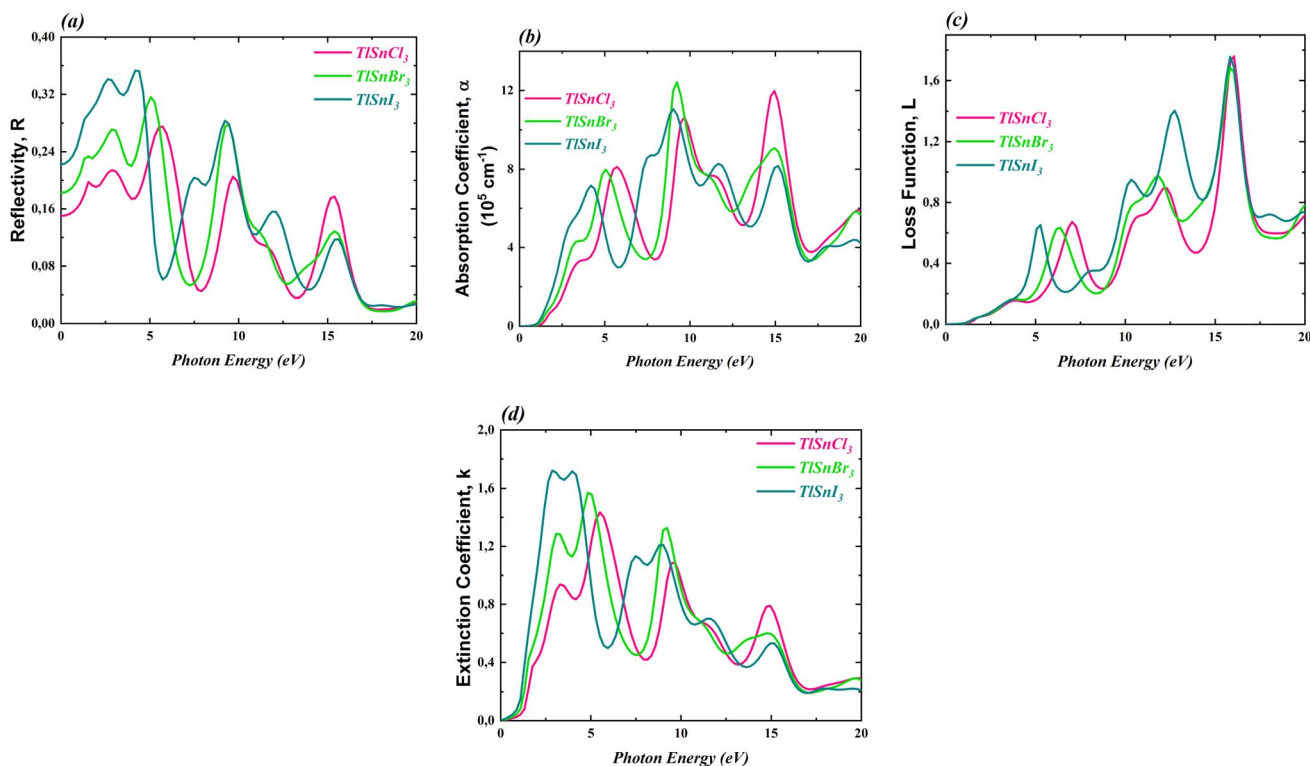 (a)
Reflectivity, R
0,40
0,32
0,24
0,16
0,08
0,00
TlSnCl3
TlSnBr3
TlSnI3
0 5 10 15 20
Photon Energy (eV)
(b)
Absorption Coefficient, α
(10⁵ cm⁻¹)
12
8
4
0
TlSnCl3
TlSnBr3
TlSnI3
0 5 10 15 20
Photon Energy (eV)
(c)
Loss Function, L
1,8
1,2
0,6
0,0
TlSnCl3
TlSnBr3
TlSnI3
0 5 10 15 20
Photon Energy (eV)
(d)
Extinction Coefficient, k
2,0
1,6
1,2
0,8
0,4
0,0
TlSnCl3
TlSnBr3
TlSnI3
0 5 10 15 20
Photon Energy (eV)